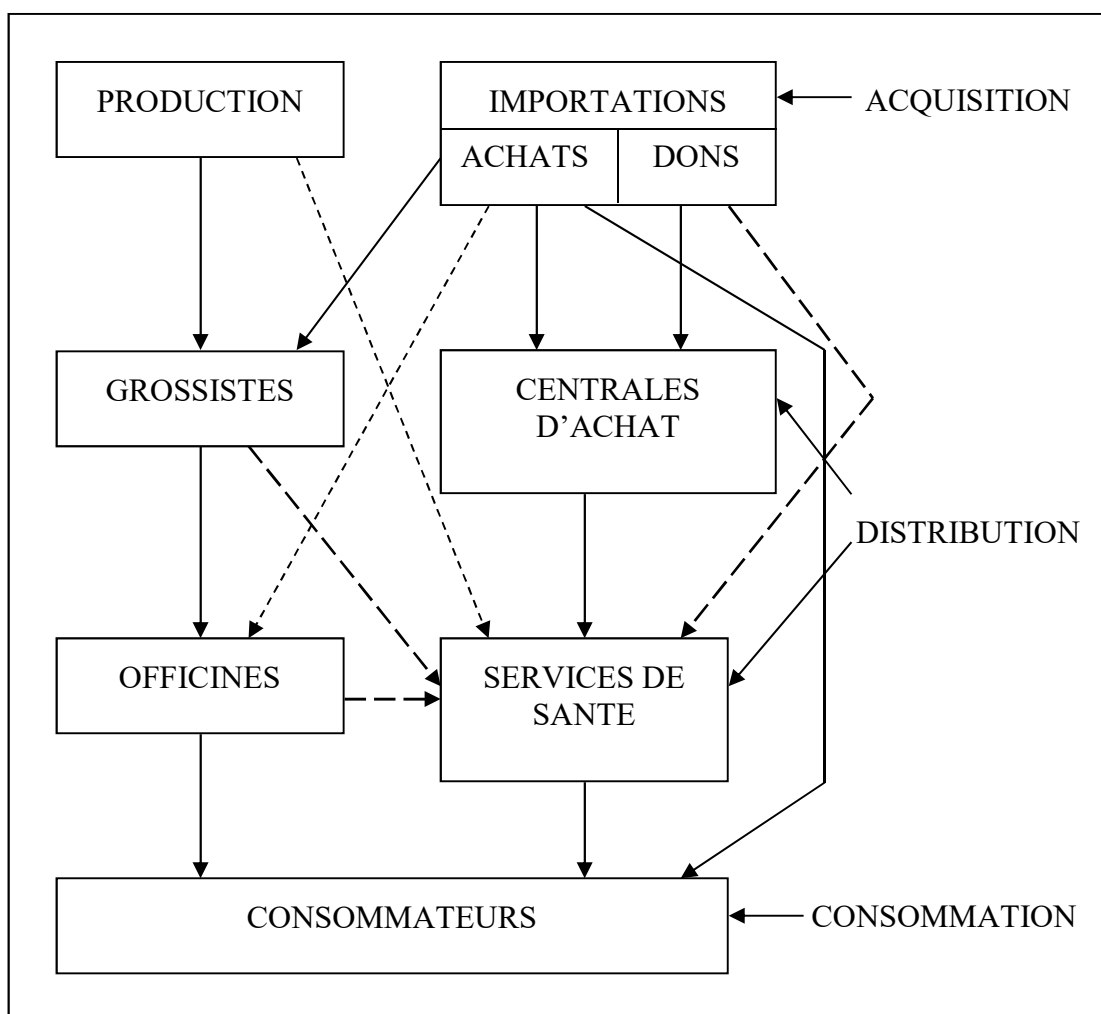 PRODUCTION
IMPORTATIONS
ACQUISITION
ACHATS
DONS
GROSSISTES
CENTRALES
D’ACHAT
DISTRIBUTION
OFFICINES
SERVICES DE
SANTE
CONSOMMATEURS
CONSOMMATION